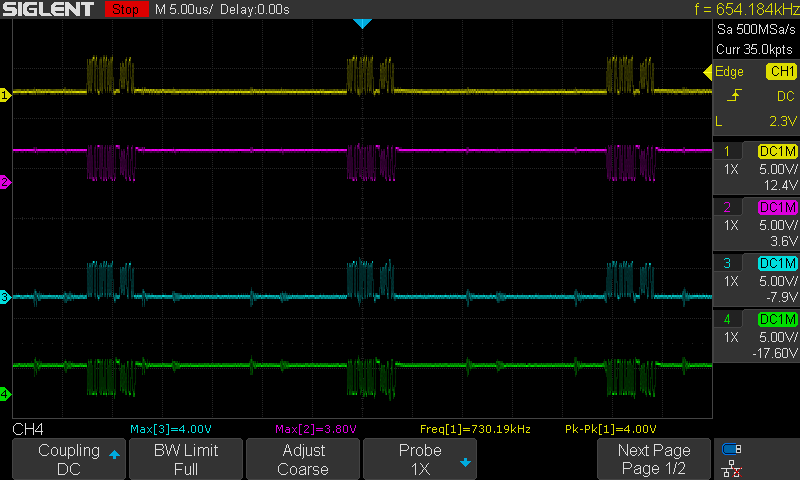 SIGLENT Stop M 5.00us/ Delay:0.00s f = 654.184kHz
Sa 500MSa/s
Curr 35.0kpts
Edge CH1
DC
L 2.3V
1 DC1M
1X 5.00V/
12.4V
2 DC1M
1X 5.00V/
3.6V
3 DC1M
1X 5.00V/
-7.9V
4 DC1M
1X 5.00V/
-17.60V
1
2
3
4
CH4 Max[3]=4.00V Max[2]=3.80V Freq[1]=730.19kHz Pk-Pk[1]=4.00V
Coupling
DC
BW Limit
Full
Adjust
Coarse
Probe
1X
Next Page
Page 1/2